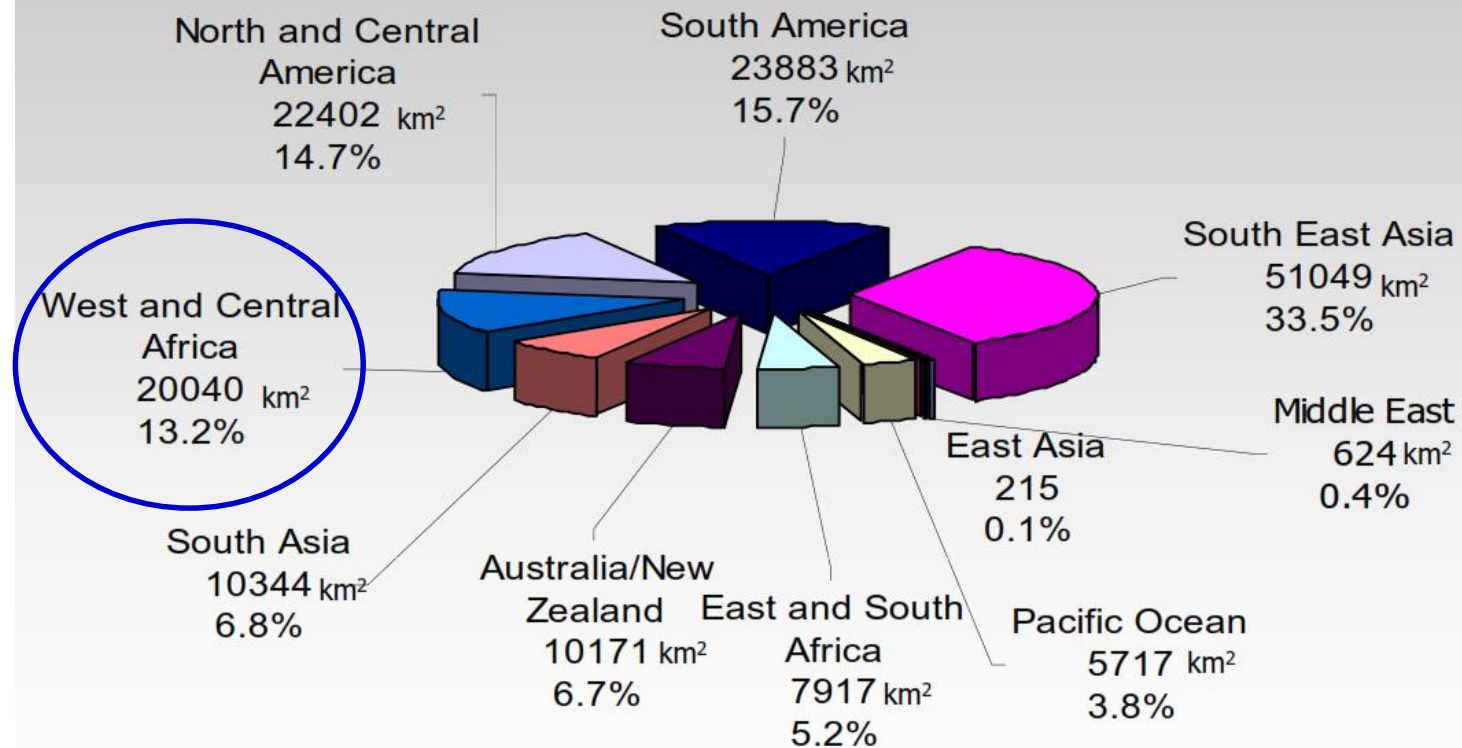 North and Central
America
22402 km²
14.7%
South America
23883 km²
15.7%
South East Asia
51049 km²
33.5%
West and Central
Africa
20040 km²
13.2%
Middle East
624 km²
0.4%
East Asia
215
0.1%
South Asia
10344 km²
6.8%
Australia/New
Zealand
10171 km²
6.7%
East and South
Africa
7917 km²
5.2%
Pacific Ocean
5717 km²
3.8%